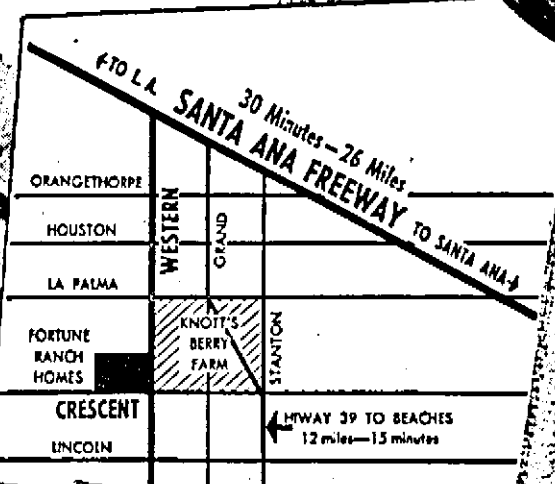 ←TO L.A.
30 Minutes—26 Miles
SANTA ANA FREEWAY
TO SANTA ANA→
ORANGETHORPE
WESTERN
GRAND
HOUSTON
LA PALMA
KNOTT'S
BERRY
FARM
STANTON
FORTUNE
RANCH
HOMES
CRESCENT
HIWAY 39 TO BEACHES
12 miles—15 minutes
LINCOLN